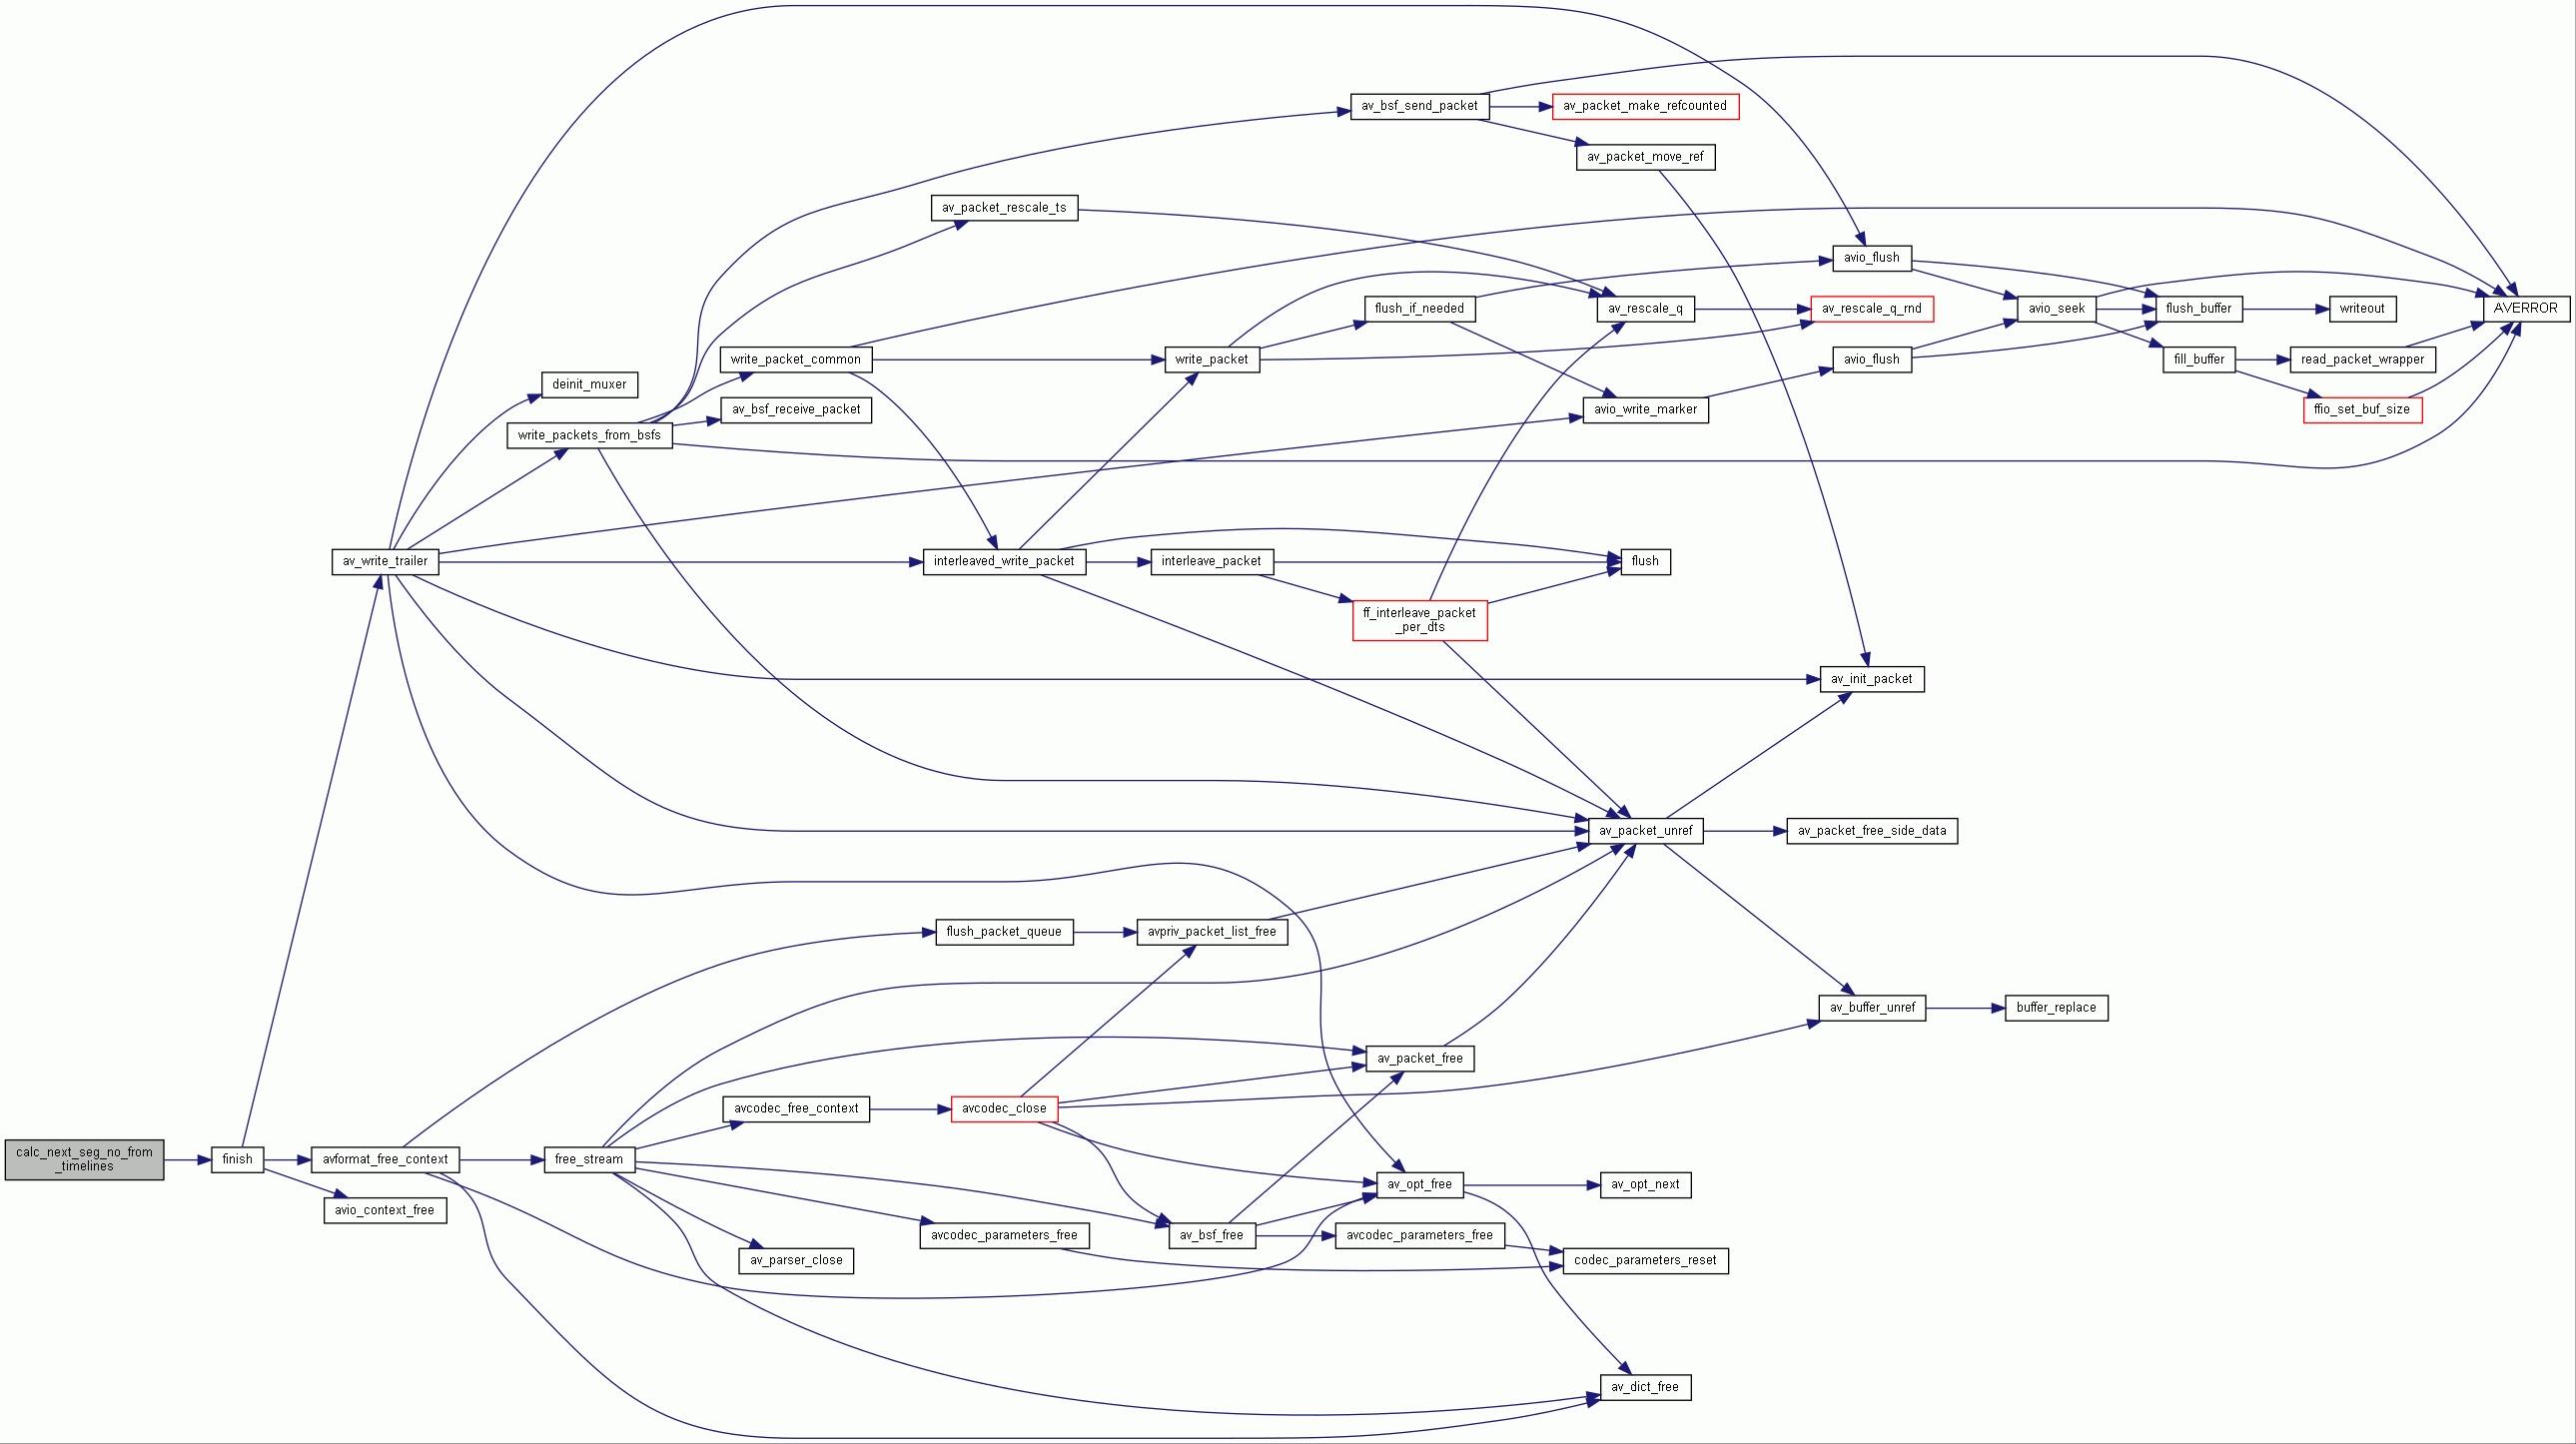 av_bsf_send_packet
av_packet_make_refcounted
av_packet_move_ref
av_packet_rescale_ts
avio_flush
flush_if_needed
av_rescale_q
av_rescale_q_rnd
avio_seek
flush_buffer
writeout
AVERROR
write_packet_common
write_packet
avio_flush
fill_buffer
read_packet_wrapper
deinit_muxer
av_bsf_receive_packet
avio_write_marker
ffio_set_buf_size
write_packets_from_bsfs
av_write_trailer
interleaved_write_packet
interleave_packet
flush
ff_interleave_packet
_per_dts
av_init_packet
av_packet_unref
av_packet_free_side_data
flush_packet_queue
avpriv_packet_list_free
av_buffer_unref
buffer_replace
av_packet_free
avcodec_free_context
avcodec_close
calc_next_seg_no_from
_timelines
finish
avformat_free_context
free_stream
av_opt_free
av_opt_next
avio_context_free
avcodec_parameters_free
av_bsf_free
avcodec_parameters_free
av_parser_close
codec_parameters_reset
av_dict_free